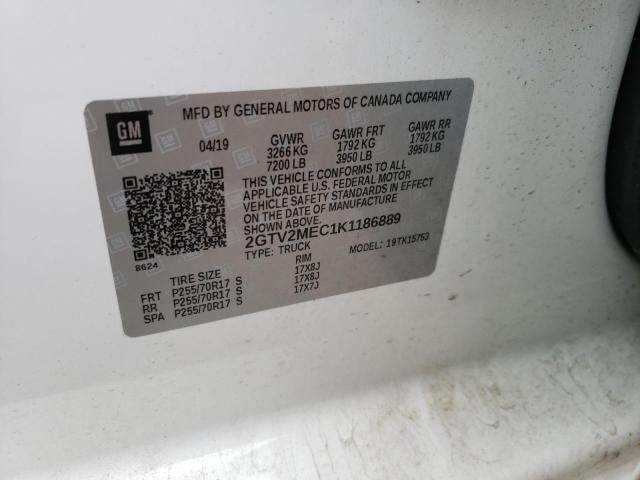 MFD BY GENERAL MOTORS OF CANADA COMPANY
GM
04/19 GVWR GAWR FRT GAWR RR
3266 KG 1792 KG 1792 KG
7200 LB 3950 LB 3950 LB
THIS VEHICLE CONFORMS TO ALL
APPLICABLE U.S. FEDERAL MOTOR
VEHICLE SAFETY STANDARDS IN EFFECT
ON THE DATE OF MANUFACTURE
SHOWN ABOVE.
2GTV2MEC1K1186889
TYPE: TRUCK MODEL: 19TK15753
8624
TIRE SIZE RIM
FRT P255/70R17 S 17X8J
RR P255/70R17 S 17X8J
SPA P255/70R17 S 17X7J